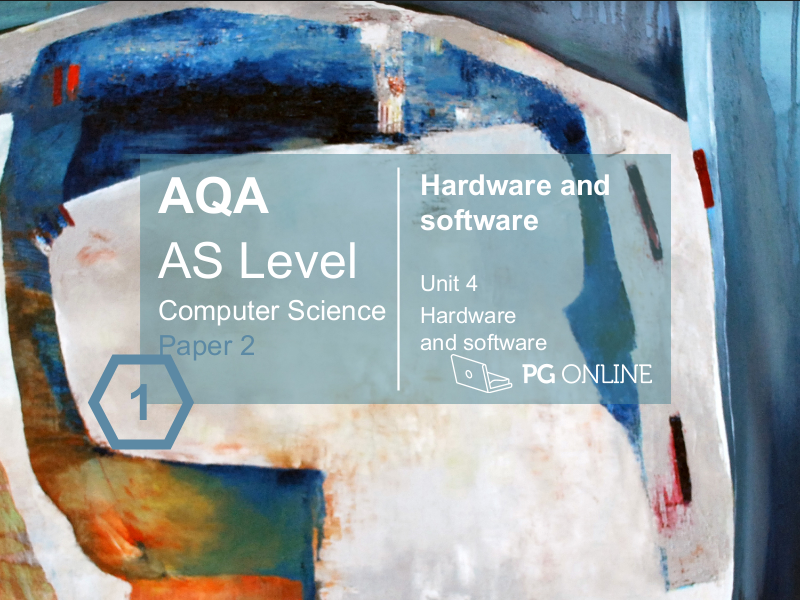 AQA
AS Level
Computer Science
Paper 2
1
Hardware and
software
Unit 4
Hardware
and software
PG ONLINE